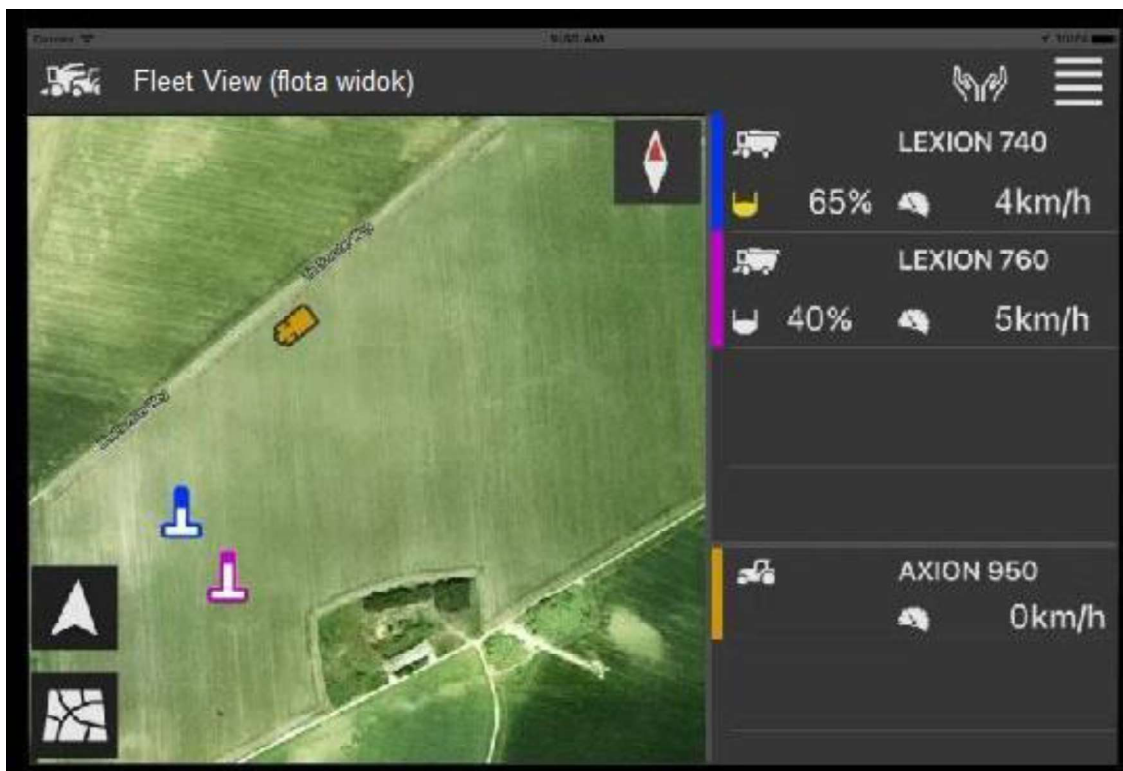 Fleet View (flota widok)
LEXION 740
65% 4km/h
LEXION 760
40% 5km/h
AXION 950
0km/h